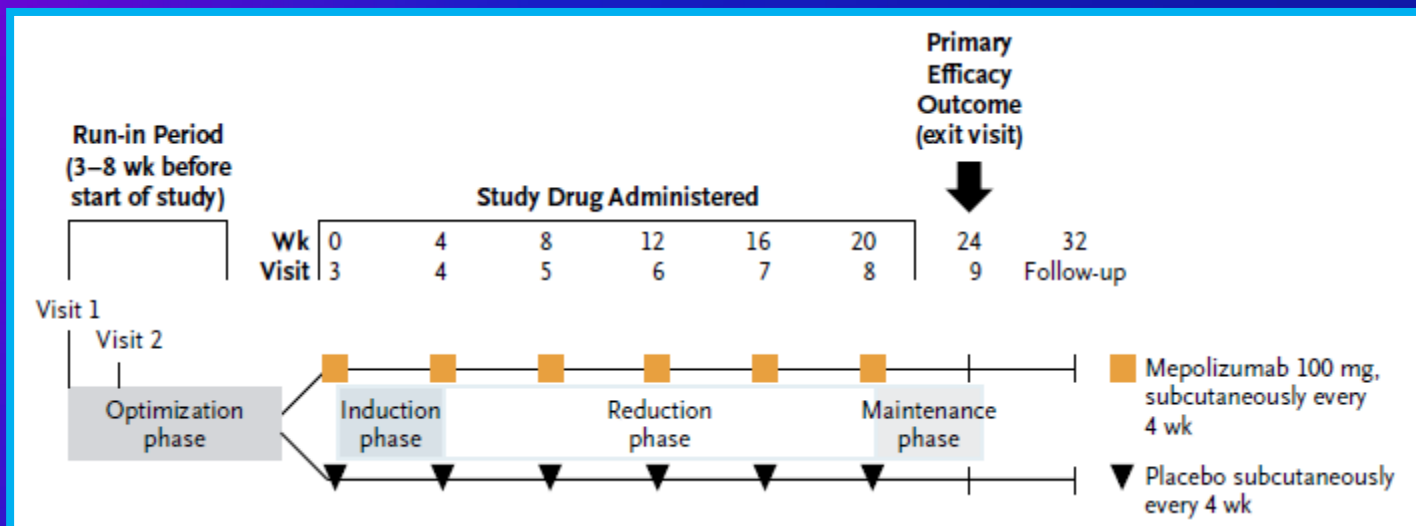 Primary
Efficacy
Outcome
(exit visit)
Run-in Period
(3–8 wk before
start of study)
Study Drug Administered
Wk 0 4 8 12 16 20 24 32
Visit 3 4 5 6 7 8 9 Follow-up
Visit 1
Visit 2
Optimization
phase
Induction
phase
Reduction
phase
Maintenance
phase
Mepolizumab 100 mg,
subcutaneously every
4 wk
Placebo subcutaneously
every 4 wk